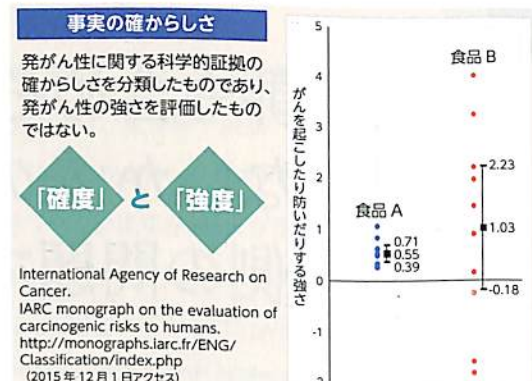 事実の確からしさ
発がん性に関する科学的証拠の
確からしさを分類したものであり、
発がん性の強さを評価したもの
ではない。
「確度」と「強度」
International Agency of Research on
Cancer.
IARC monograph on the evaluation of
carcinogenic risks to humans.
http://monographs.iarc.fr/ENG/
Classification/index.php
(2015年12月1日アクセス)
がんを起こしたり防いだりする強さ
5
4
3
2
1
0
-1
食品 A
0.71
0.55
0.39
食品 B
2.23
1.03
-0.18